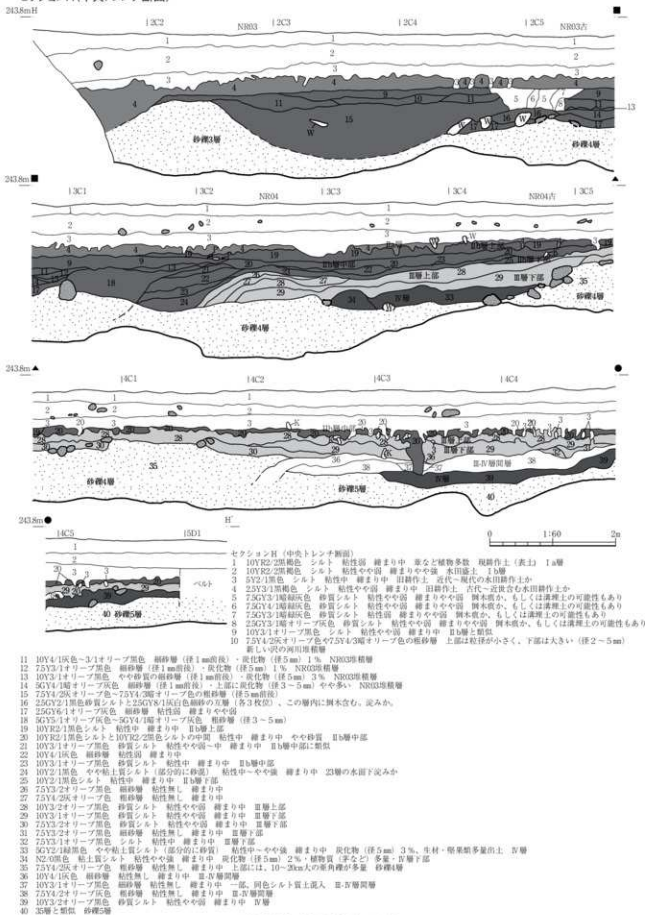 243.8m H
2C2 NR03 2C3 2C4 2C5 NR03古
砂礫3層
砂礫4層
243.8m
3C1 3C2 NR04 3C3 3C4 NR04古 3C5
Ⅲ層上部
Ⅲ層下部
Ⅳ層
砂礫4層
砂礫4層
243.8m
4C1 4C2 4C3 4C4
Ⅲ層下部
Ⅲ-Ⅳ層間層
砂礫4層
砂礫5層
243.8m
4C5 5D1 H'
ベルト
40 砂礫5層
0 1:60 2m
セクションH(中央トレンチ断面)
1 10YR2/2黒褐色 シルト 粘性弱 締まり中 草など植物多数 現耕作土(表土) Ⅰa層
2 10YR2/2黒褐色 シルト 粘性やや弱 締まりやや強 水田盛土 Ⅰb層
3 5Y2/1黒色 シルト 粘性中 締まり中 旧耕作土 近代~現代の水田耕作土か
4 2.5Y3/1黒褐色 シルト 粘性やや弱 締まり中 旧耕作土 古代~近世含む水田耕作土か
5 7.5GY3/1暗緑灰色 砂質シルト 粘性やや弱 締まりやや弱 倒木痕か、もしくは溝埋土の可能性もあり
6 7.5GY4/1暗緑灰色 砂質シルト 粘性やや弱 締まりやや弱 倒木痕か、もしくは溝埋土の可能性もあり
7 7.5GY3/1暗緑灰色 砂質シルト 粘性弱 締まりやや弱 倒木痕か、もしくは溝埋土の可能性もあり
8 2.5GY3/1暗オリーブ灰色 砂質シルト 粘性やや弱 締まりやや弱 倒木痕か、もしくは溝埋土の可能性もあり
9 10Y3/1オリーブ黒色 シルト 粘性中 締まり中 Ⅱb層と類似
10 7.5Y4/2灰オリーブ色や7.5Y4/3暗オリーブ色の粗砂層 上部は粒径が小さく、下部は大きい(径2~5mm)
新しい沢の河川堆積層
11 10Y4/1灰色~3/1オリーブ黒色 細砂層(径1mm前後)・炭化物(径5mm)1% NR03堆積層
12 7.5Y3/1オリーブ黒色 細砂層(径1mm前後)・炭化物(径5mm)1% NR03堆積層
13 10Y3/1オリーブ黒色 やや砂質の細砂層(径1mm前後)・炭化物(径5mm)3% NR03堆積層
14 5GY4/1暗オリーブ灰色 細砂層(径1mm前後)・上部に炭化物(径3~5mm)やや多い NR03堆積層
15 7.5Y4/2灰オリーブ色~7.5Y4/3暗オリーブ色の粗砂層(径5mm前後)
16 2.5GY2/1黒色砂質シルトと2.5GY8/1灰白色細砂の互層(各3枚位)、この層内に倒木含む。淀みか。
17 2.5GY6/1オリーブ灰色 細砂層 粘性弱 締まりやや弱
18 5GY5/1オリーブ灰色~5GY4/1暗オリーブ灰色 粗砂層(径3~5mm)
19 10YR2/1黒色 シルト 粘性中 締まり中 Ⅱb層上部
20 10YR2/1黒色シルトと10YR2/2黒色シルトの中間 粘性中 締まり中 やや砂質 Ⅱb層中部
21 10Y3/1オリーブ黒色 砂質シルト 粘性やや弱~中 締まり中 Ⅱb層中部に類似
22 10Y4/1灰色 細砂層 粘性弱 締まり中
23 10Y3/1オリーブ黒色 砂質シルト 粘性中 締まり中 Ⅱb層中部
24 10Y2/1黒色 やや粘土質シルト(部分的に砂混) 粘性中~やや強 締まり中 23層の水面下淀みか
25 10Y2/1黒色シルト 粘性中 締まり中 Ⅱb層下部
26 7.5Y3/2オリーブ黒色 細砂層 粘性無し 締まり中
27 7.5Y4/2灰オリーブ色 粗砂層 粘性無し 締まり中
28 10Y3/2オリーブ黒色 砂質シルト 粘性やや弱 締まり中 Ⅲ層上部
29 10Y3/1オリーブ黒色 砂質シルト 粘性やや弱 締まり中 Ⅲ層下部
30 7.5Y3/2オリーブ黒色 砂質シルト 粘性やや弱 締まり中 Ⅲ層下部
31 7.5Y3/2オリーブ黒色 細砂層 粘性無し 締まり中 Ⅲ層下部
32 7.5Y3/1オリーブ黒色 シルト 粘性中 締まり中 Ⅲ層下部
33 5GY2/1緑黒色 やや粘土質シルト(部分的に砂質) 粘性中~やや強 締まり中 炭化物(径5mm)3%、生材・堅果類多量出土 Ⅳ層
34 N2/0黒色 粘土質シルト 粘性やや強 締まり中 炭化物(径5mm)2%・植物質(茅など)多量・Ⅳ層下部
35 7.5Y4/2灰オリーブ色 粗砂層 粘性無し 締まり中 上部には、10~20cm大の亜角礫が多量 砂礫4層
36 10Y4/1灰色 細砂層 粘性無し 締まり中 Ⅲ-Ⅳ層間層
37 10Y3/1オリーブ黒色 細砂層 粘性無し 締まり中 一部、同色シルト質土混入 Ⅲ-Ⅳ層間層
38 7.5Y4/2灰オリーブ灰色 粗砂層 粘性無し 締まり中 Ⅲ-Ⅳ層間層
39 10Y3/2オリーブ黒色 砂質シルト 粘性やや弱 締まり中 Ⅳ層
40 35層と類似 砂礫5層